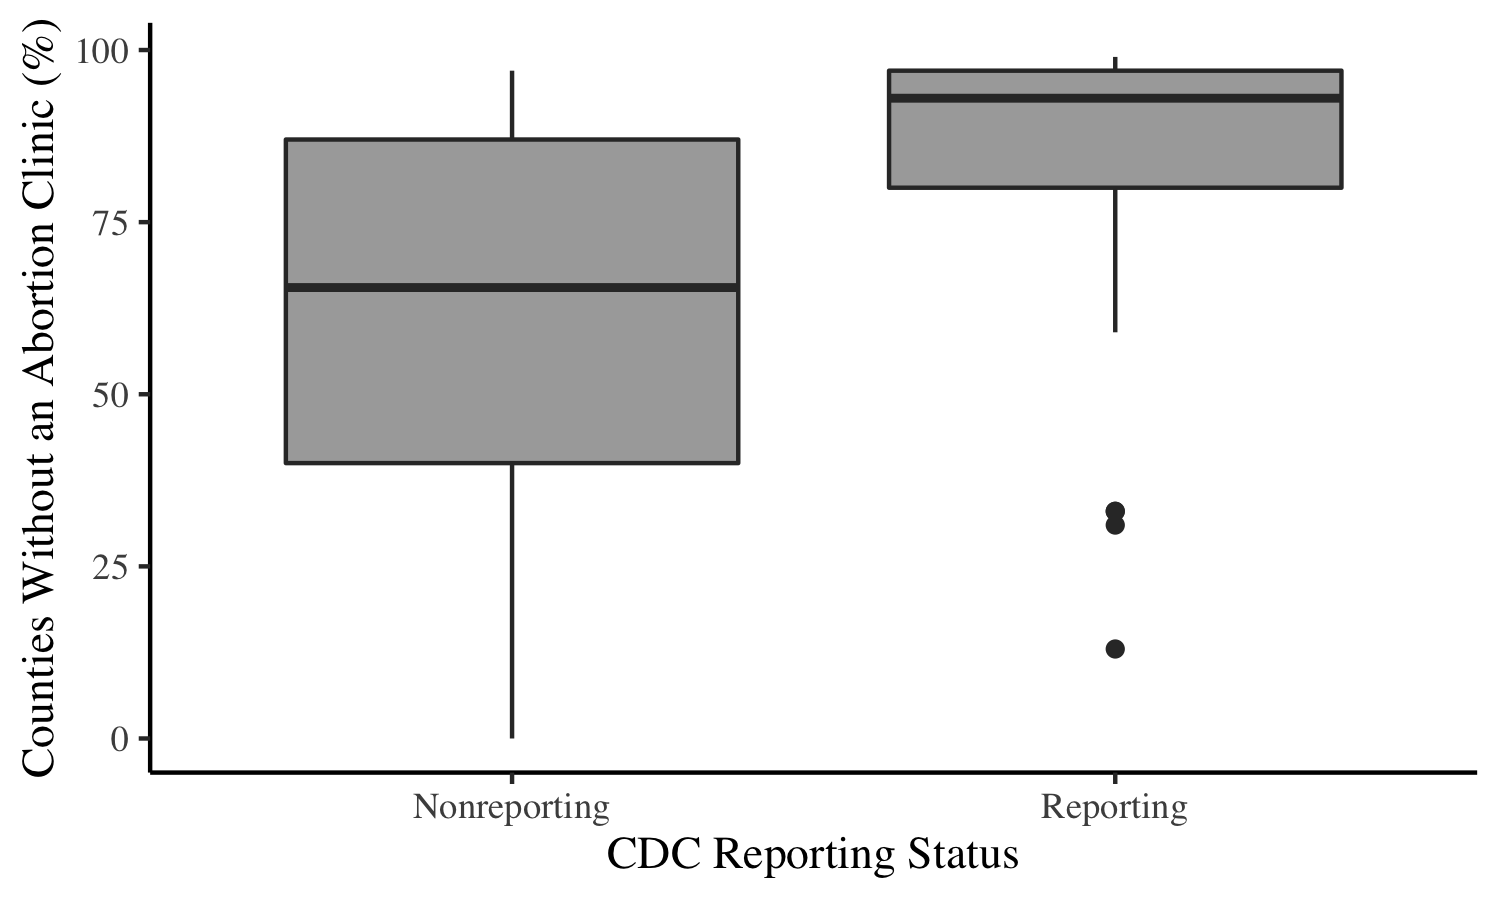 Counties Without an Abortion Clinic (%)
100
75
50
25
0
Nonreporting
Reporting
CDC Reporting Status